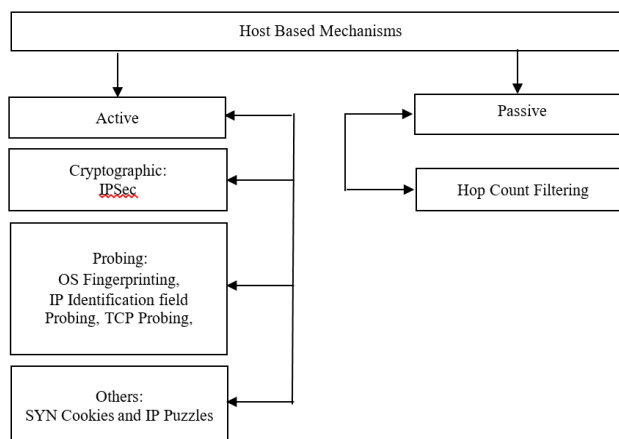 Host Based Mechanisms
Active
Passive
Cryptographic:
IPSec
Hop Count Filtering
Probing:
OS Fingerprinting,
IP Identification field
Probing, TCP Probing,
Others:
SYN Cookies and IP Puzzles